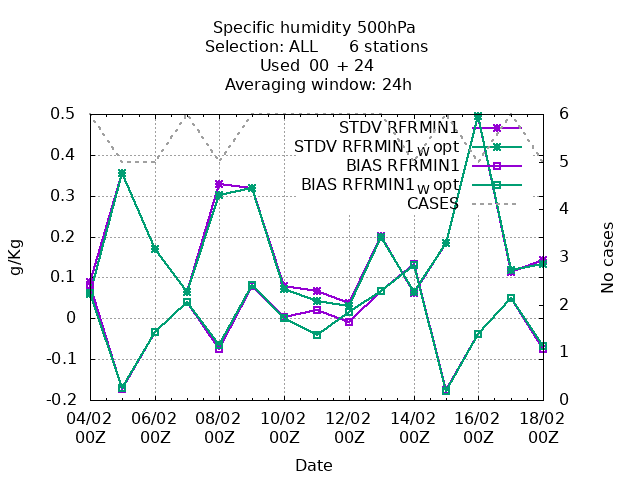 Specific humidity 500hPa
Selection: ALL      6 stations
Used  00  + 24
Averaging window: 24h
0.5
0.4
0.3
0.2
0.1
0
-0.1
-0.2
g/Kg
6
5
4
3
2
1
0
No cases
STDV RFRMIN1
STDV RFRMIN1_w opt
BIAS RFRMIN1
BIAS RFRMIN1_w opt
CASES
04/02 06/02 08/02 10/02 12/02 14/02 16/02 18/02
00Z 00Z 00Z 00Z 00Z 00Z 00Z 00Z
Date